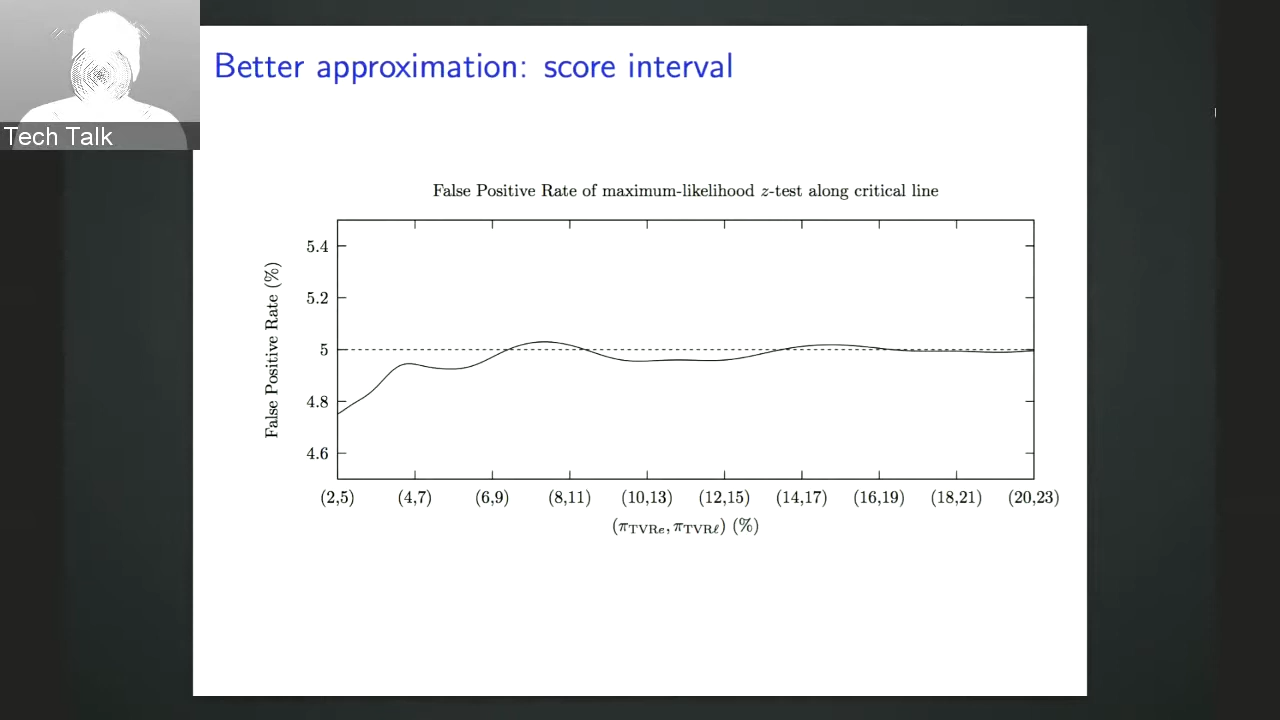 Tech Talk
Better approximation: score interval
False Positive Rate of maximum-likelihood z-test along critical line
False Positive Rate (%)
5.4
5.2
5
4.8
4.6
(2,5) (4,7) (6,9) (8,11) (10,13) (12,15) (14,17) (16,19) (18,21) (20,23)
(π_TVRe, π_TVRℓ) (%)